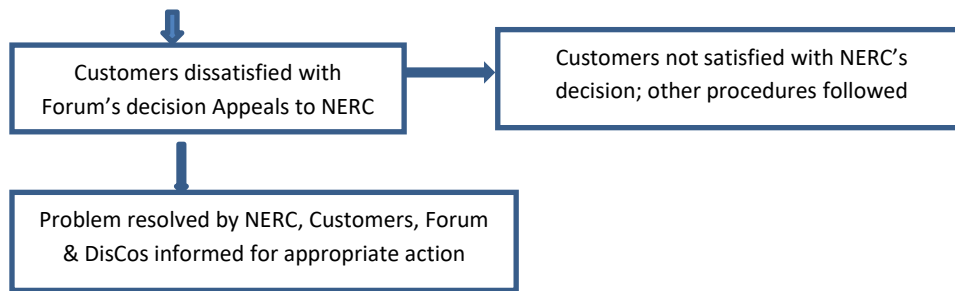 Customers dissatisfied with
Forum's decision Appeals to NERC
Customers not satisfied with NERC's
decision; other procedures followed
Problem resolved by NERC, Customers, Forum
& DisCos informed for appropriate action